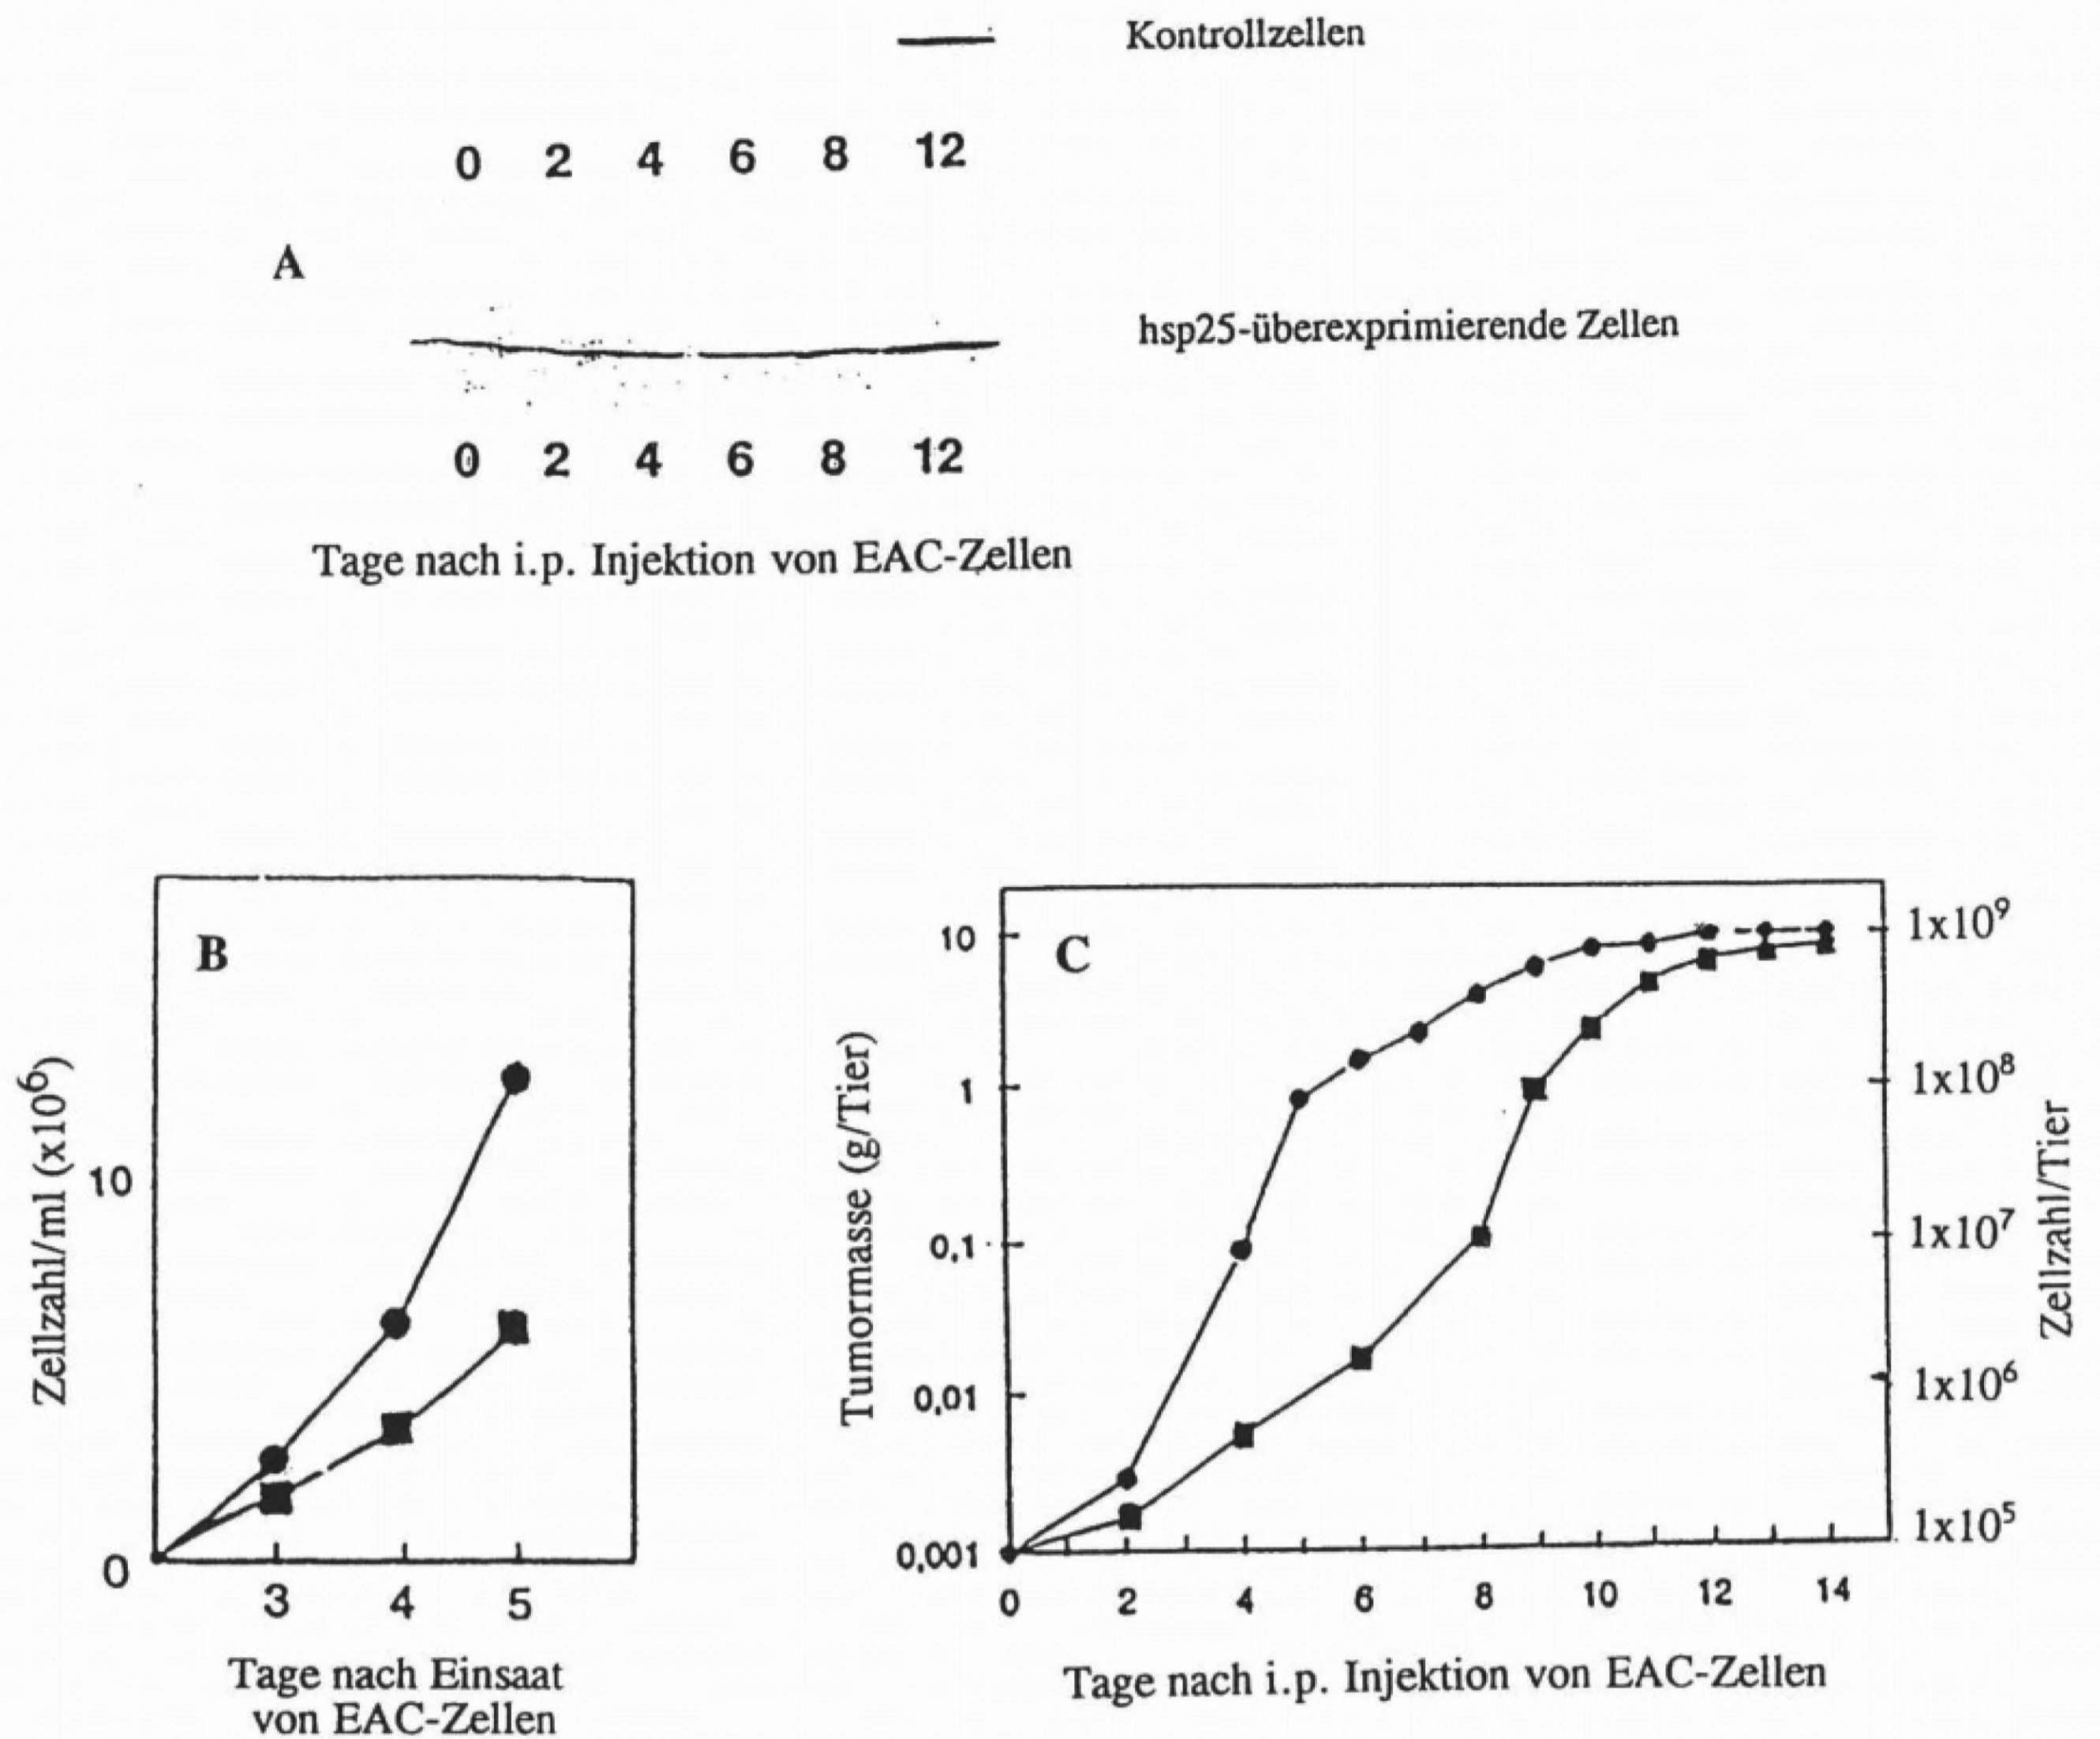 Kontrollzellen
0 2 4 6 8 12
A
hsp25-überexprimierende Zellen
0 2 4 6 8 12
Tage nach i.p. Injektion von EAC-Zellen
B
Zellzahl/ml (x10⁶)
10
0
3 4 5
Tage nach Einsaat
von EAC-Zellen
C
Tumormasse (g/Tier)
10
1
0,1
0,01
0,001
1x10⁹
1x10⁸
1x10⁷
1x10⁶
1x10⁵
Zellzahl/Tier
0 2 4 6 8 10 12 14
Tage nach i.p. Injektion von EAC-Zellen